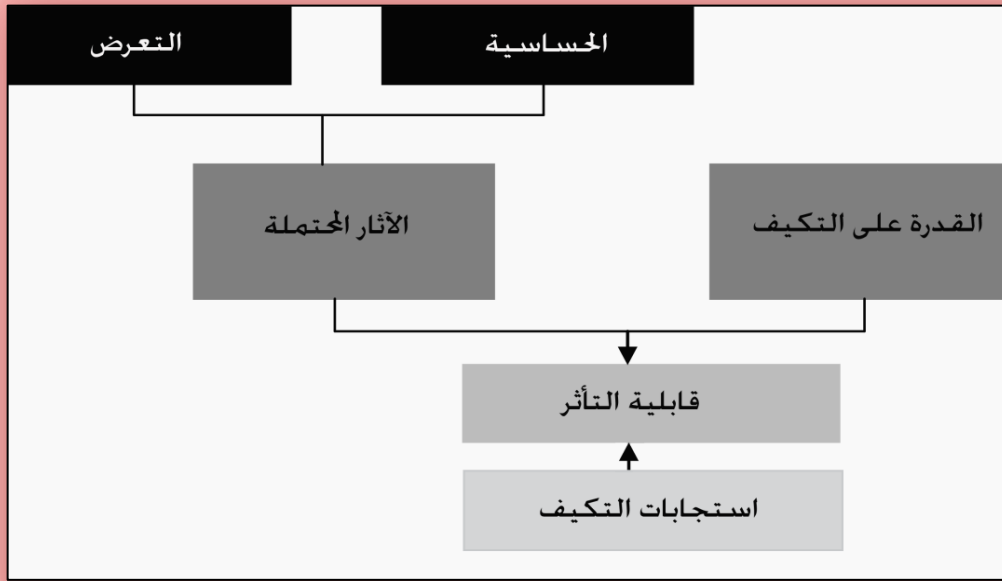 الحساسية
التعرض
القدرة على التكيف
الآثار المحتملة
قابلية التأثر
استجابات التكيف